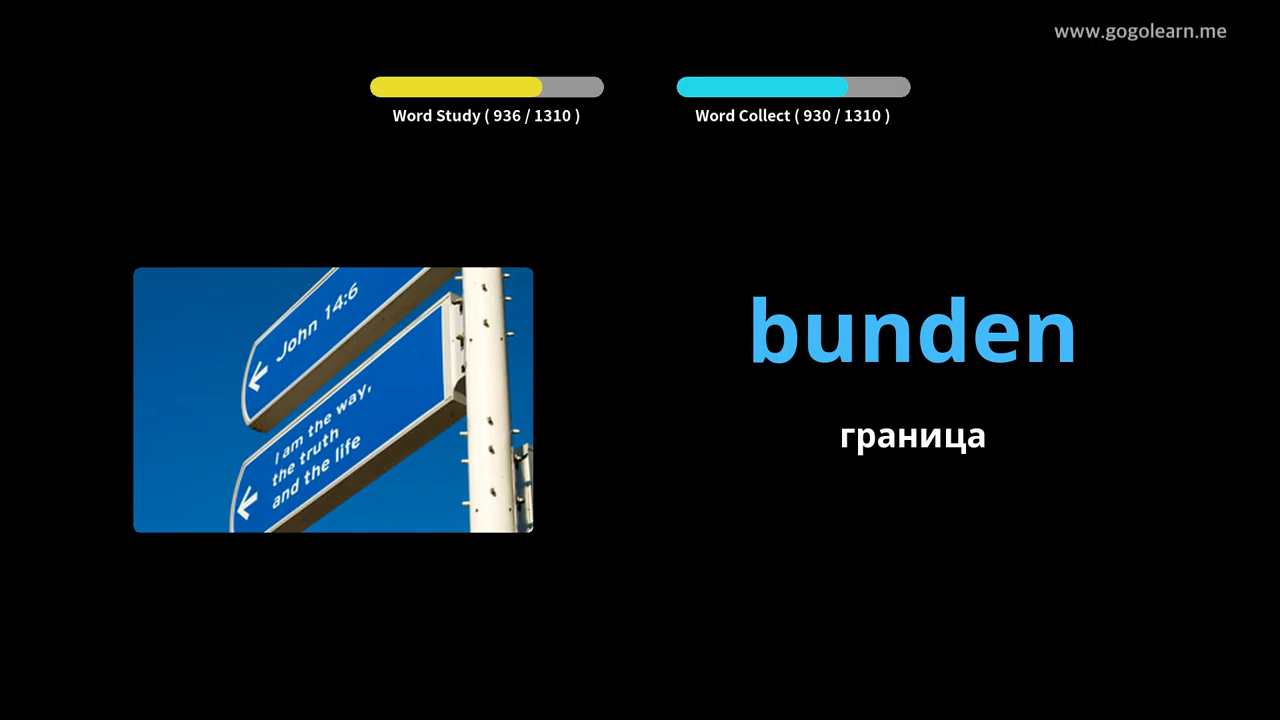 www.gogolearn.me
Word Study ( 936 / 1310 )
Word Collect ( 930 / 1310 )
John 14:6
I am the way,
the truth
and the life
bunden
граница